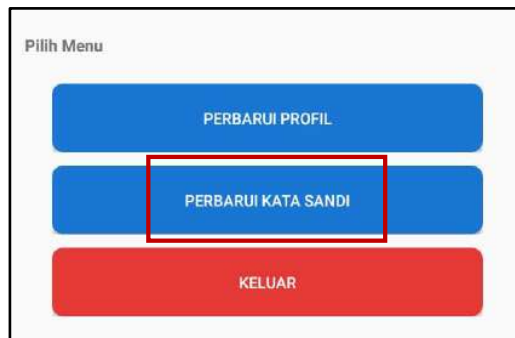 Pilih Menu
PERBARUI PROFIL
PERBARUI KATA SANDI
KELUAR